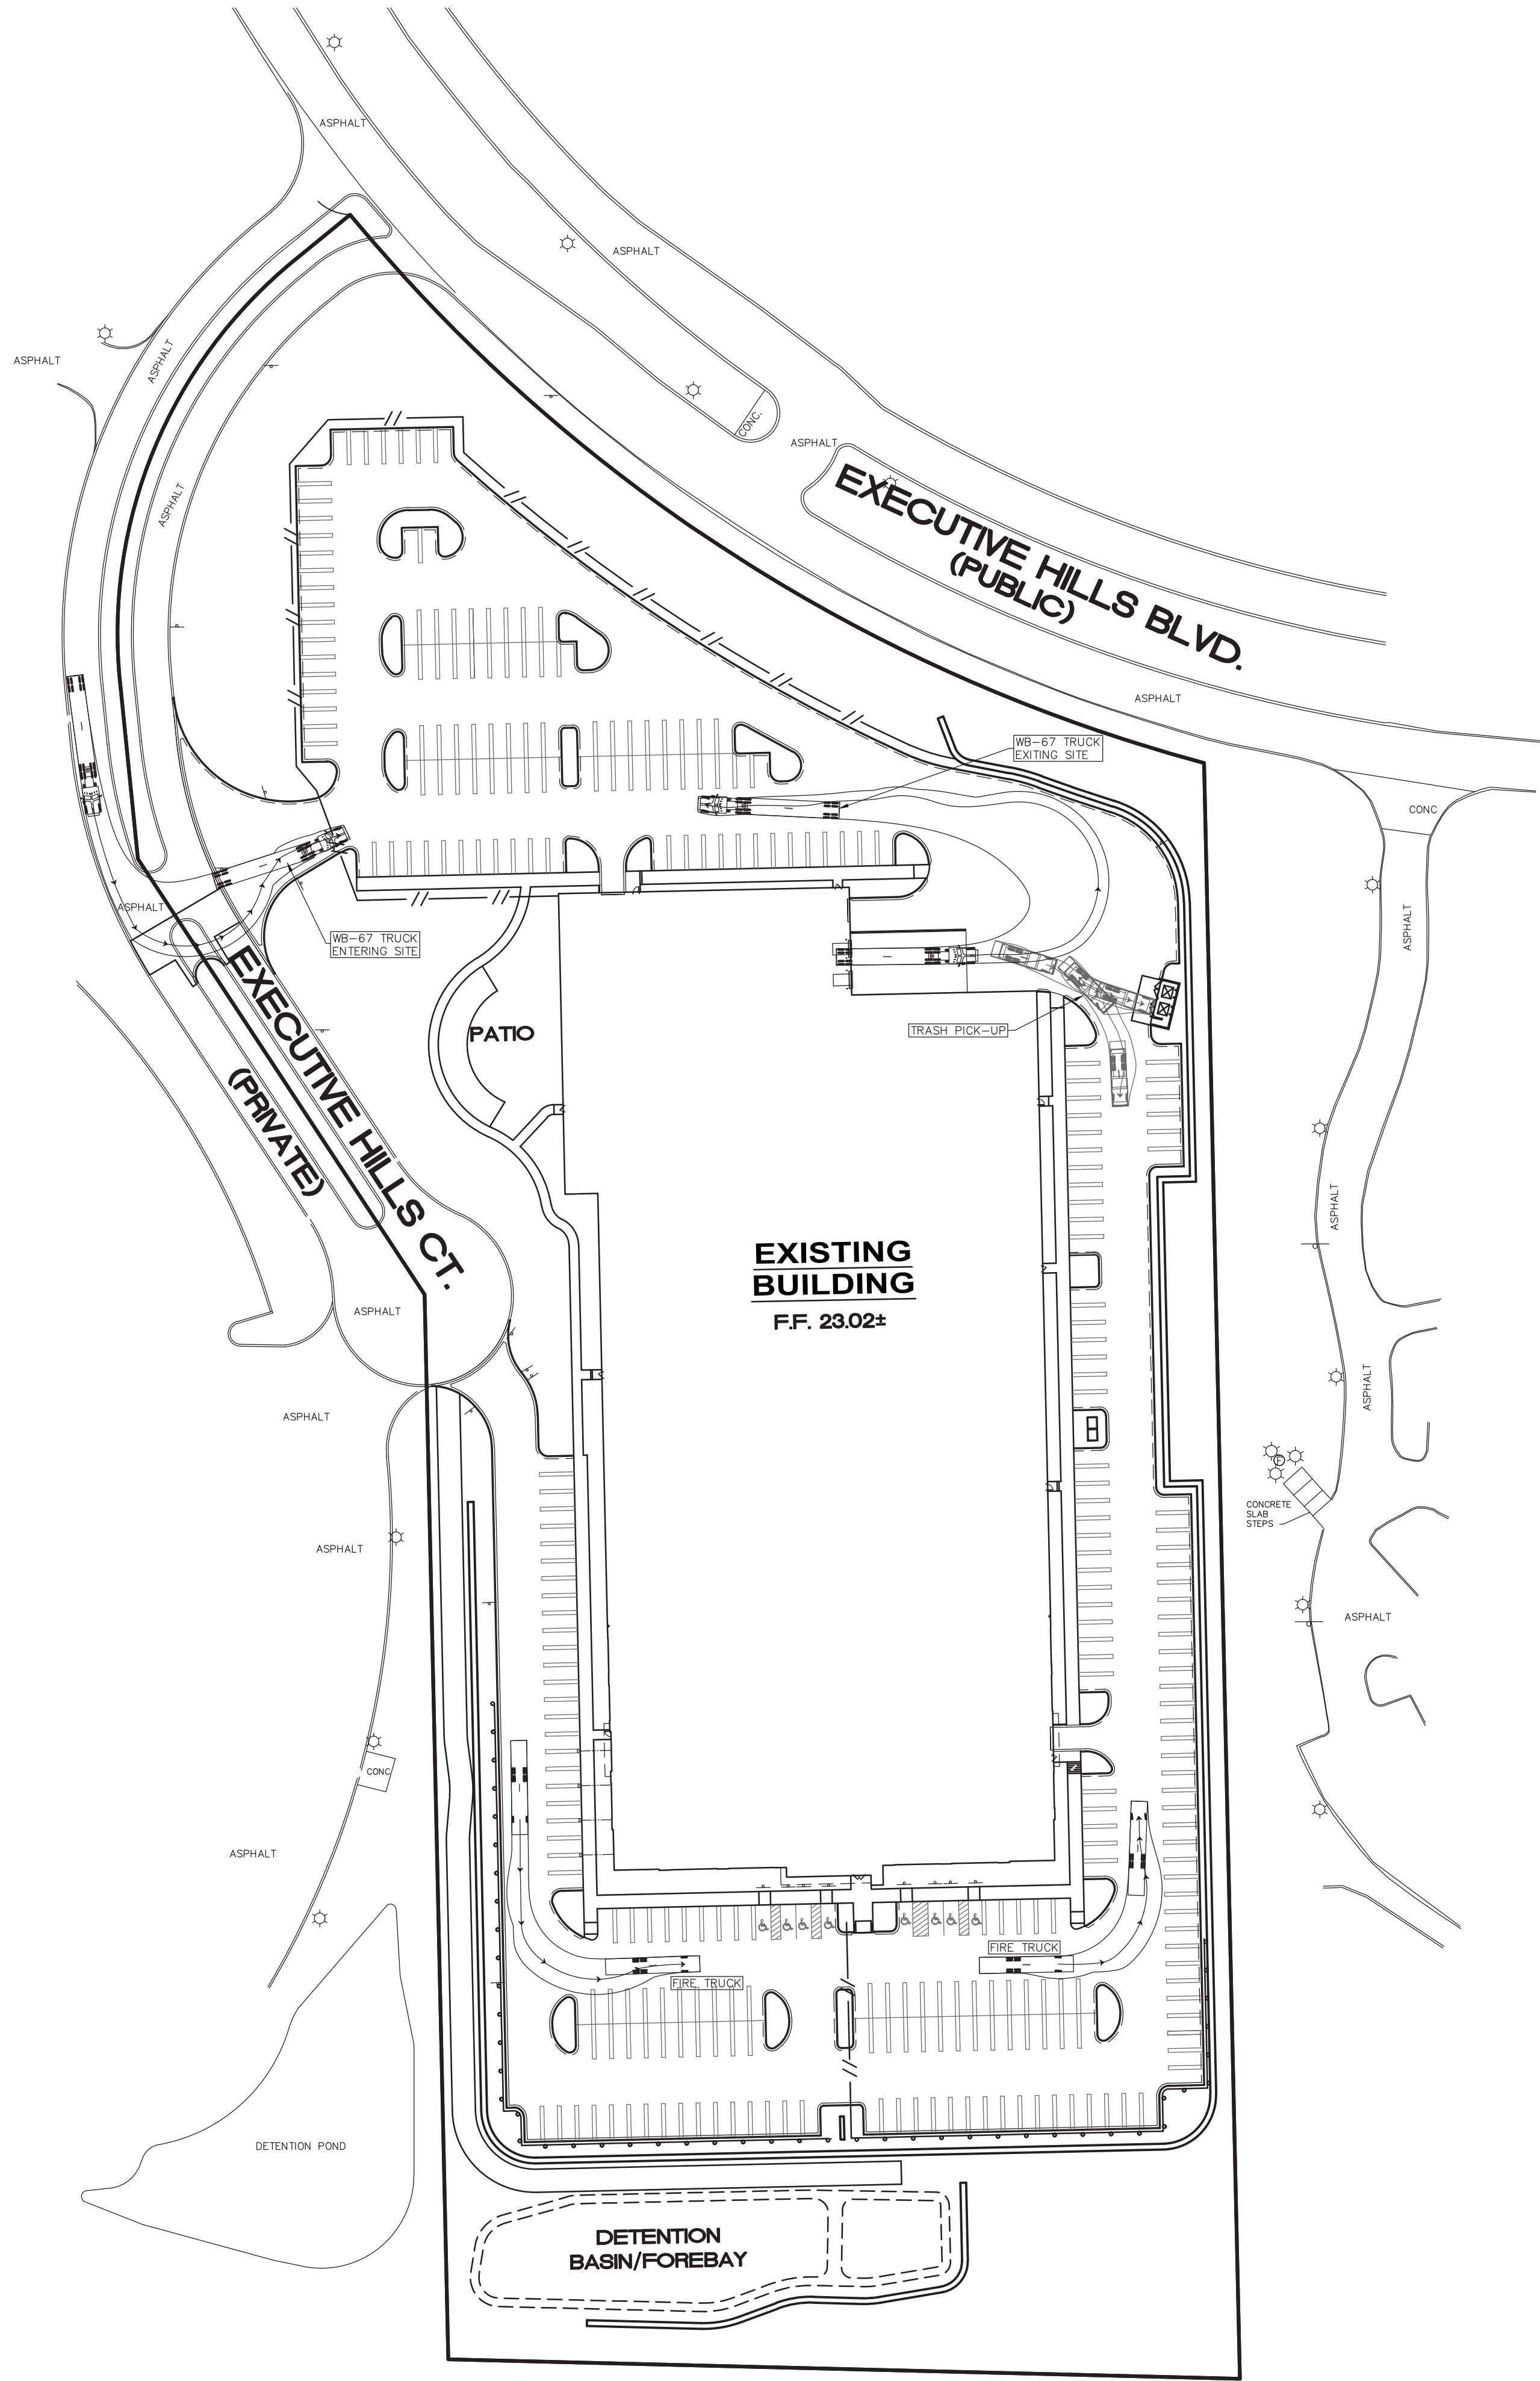 ASPHALT
ASPHALT
ASPHALT
ASPHALT
CONC.
ASPHALT
EXECUTIVE HILLS BLVD.
(PUBLIC)
ASPHALT
ASPHALT
WB-67 TRUCK
EXITING SITE
CONC
ASPHALT
ASPHALT
WB-67 TRUCK
ENTERING SITE
EXECUTIVE HILLS CT.
(PRIVATE)
PATIO
TRASH PICK-UP
ASPHALT
EXISTING
BUILDING
F.F. 23.02±
ASPHALT
ASPHALT
ASPHALT
CONCRETE
SLAB
STEPS
ASPHALT
ASPHALT
CONC
ASPHALT
FIRE TRUCK
FIRE TRUCK
DETENTION POND
DETENTION
BASIN/FOREBAY